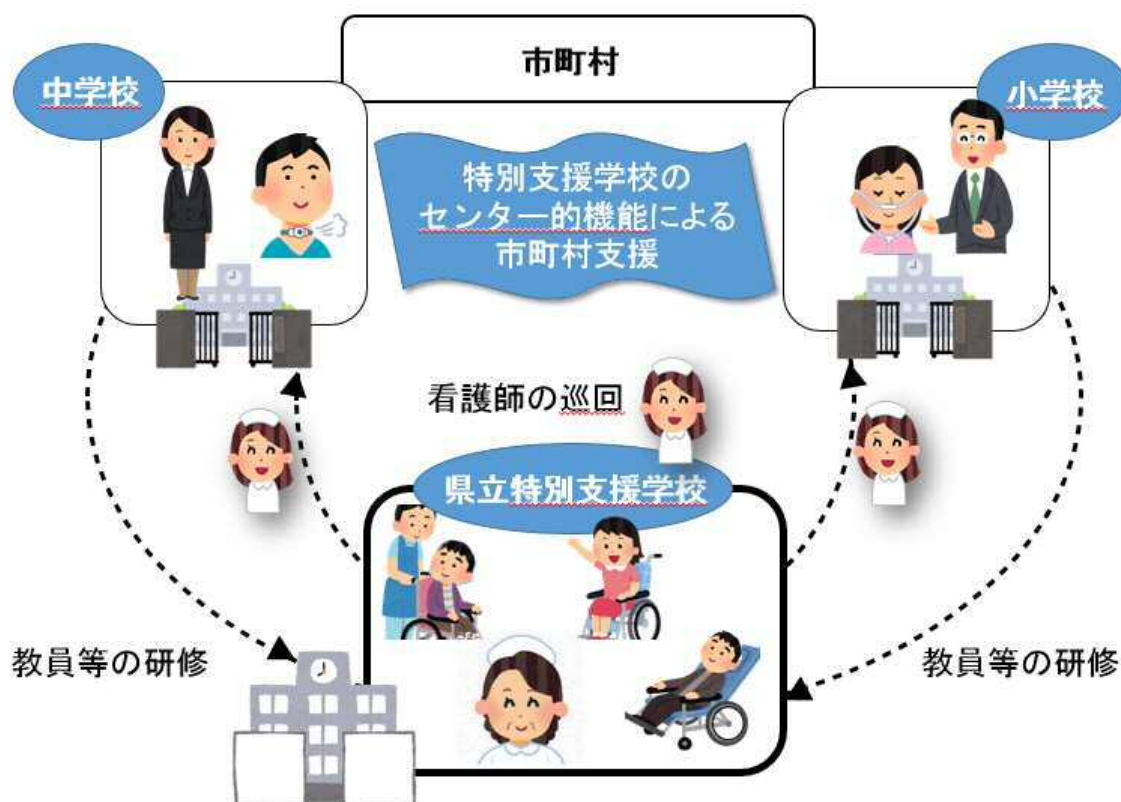 市町村
中学校
小学校
特別支援学校の
センター的機能による
市町村支援
看護師の巡回
県立特別支援学校
教員等の研修
教員等の研修